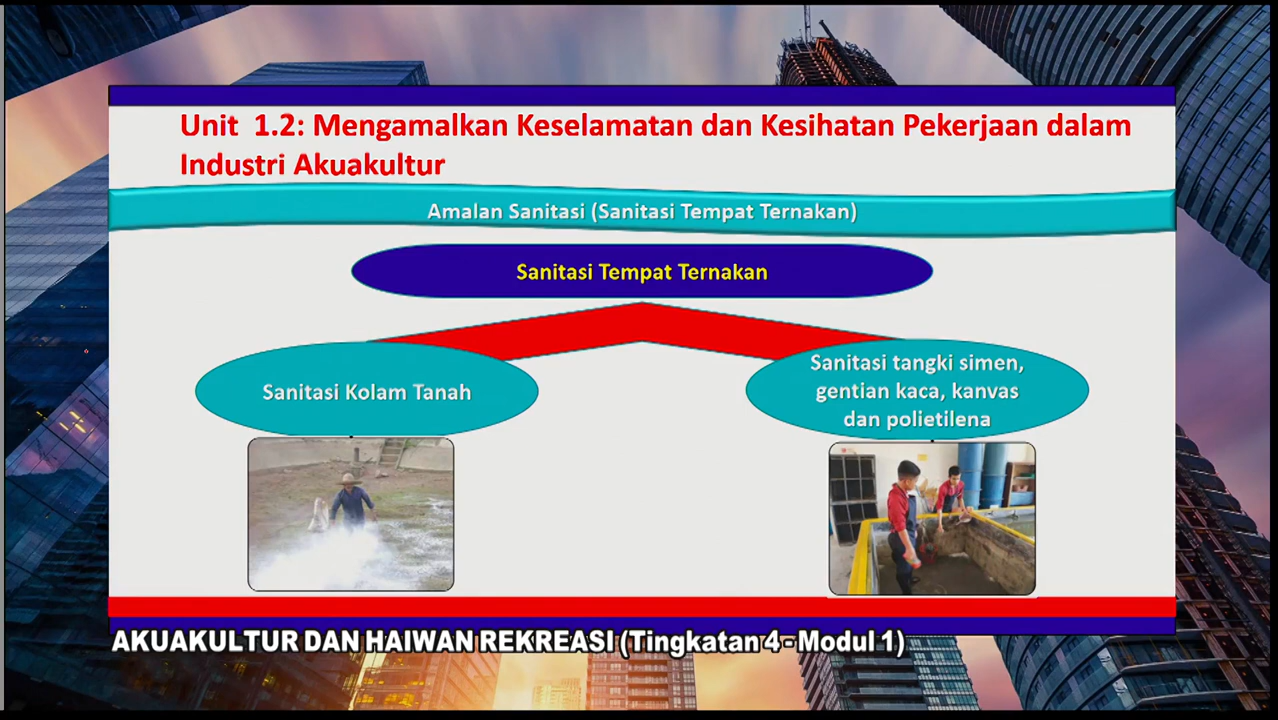 Unit 1.2: Mengamalkan Keselamatan dan Kesihatan Pekerjaan dalam
Industri Akuakultur
Amalan Sanitasi (Sanitasi Tempat Ternakan)
Sanitasi Tempat Ternakan
Sanitasi Kolam Tanah
Sanitasi tangki simen,
gentian kaca, kanvas
dan polietilena
AKUAKULTUR DAN HAIWAN REKREASI (Tingkatan 4 - Modul 1)